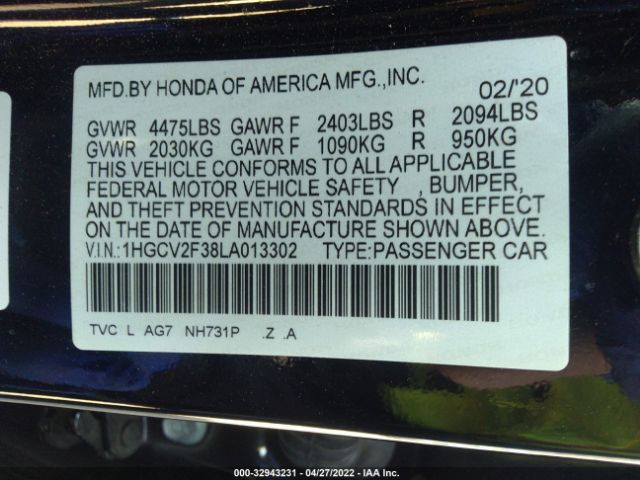 MFD.BY HONDA OF AMERICA MFG.,INC. 02/'20
GVWR 4475LBS GAWR F 2403LBS R 2094LBS
GVWR 2030KG GAWR F 1090KG R 950KG
THIS VEHICLE CONFORMS TO ALL APPLICABLE
FEDERAL MOTOR VEHICLE SAFETY , BUMPER,
AND THEFT PREVENTION STANDARDS IN EFFECT
ON THE DATE OF MANUFACTURE SHOWN ABOVE.
V.I.N.:1HGCV2F38LA013302 TYPE:PASSENGER CAR
TVC L AG7 NH731P .Z .A
000-32943231 - 04/27/2022 - IAA Inc.